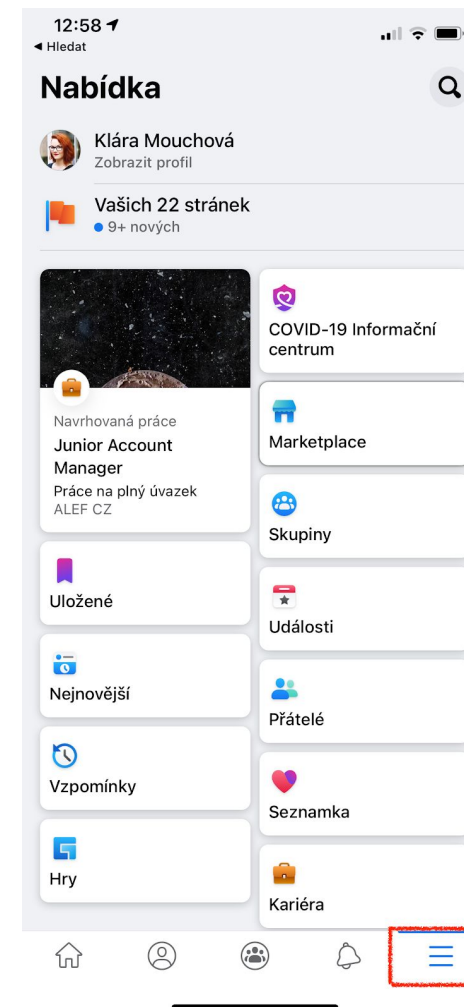 12:58
◀ Hledat
Nabídka
Klára Mouchová
Zobrazit profil
Vašich 22 stránek
9+ nových
Navrhovaná práce
Junior Account
Manager
Práce na plný úvazek
ALEF CZ
Uložené
Nejnovější
Vzpomínky
Hry
COVID-19 Informační
centrum
Marketplace
Skupiny
Události
Přátelé
Seznamka
Kariéra